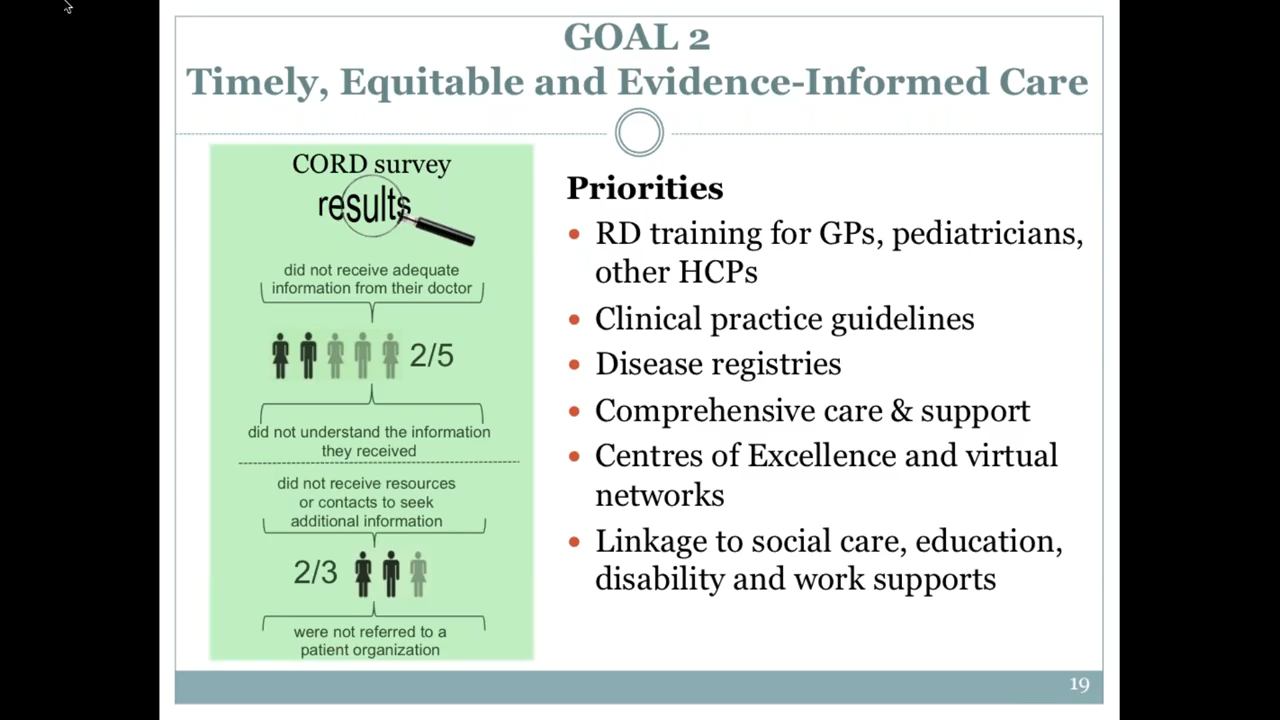 GOAL 2
Timely, Equitable and Evidence-Informed Care
CORD survey
results
did not receive adequate
information from their doctor
2/5
did not understand the information
they received
did not receive resources
or contacts to seek
additional information
2/3
were not referred to a
patient organization
Priorities
• RD training for GPs, pediatricians,
other HCPs
• Clinical practice guidelines
• Disease registries
• Comprehensive care & support
• Centres of Excellence and virtual
networks
• Linkage to social care, education,
disability and work supports
19